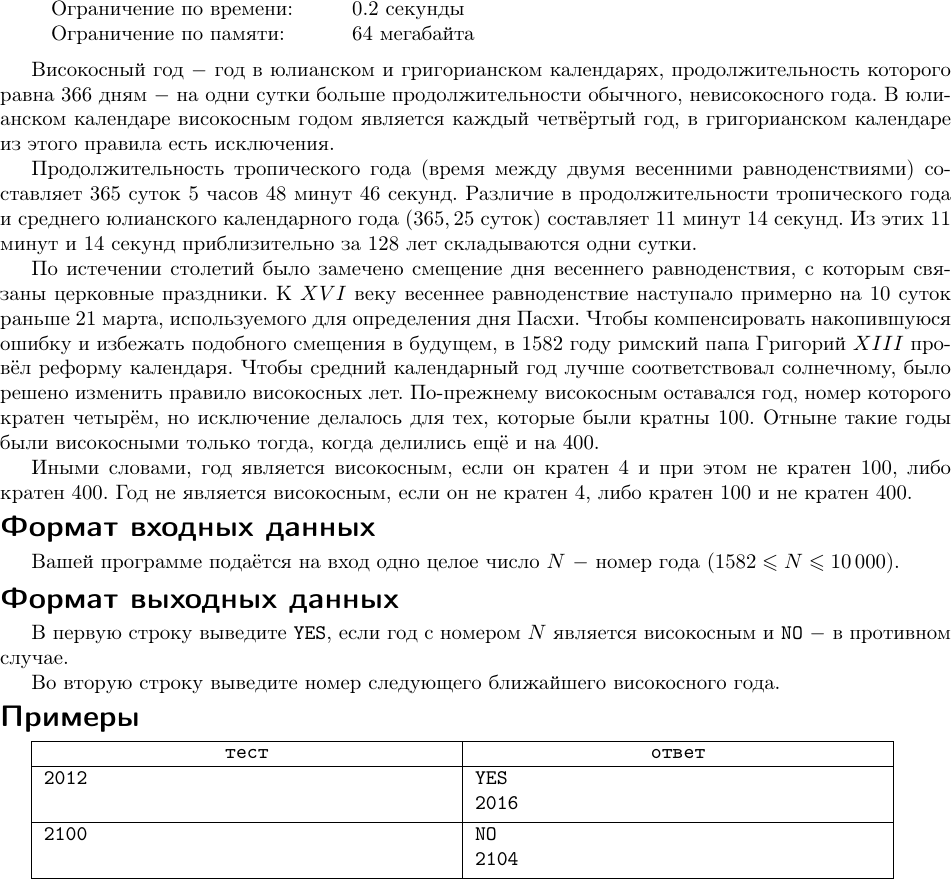 Ограничение по времени: 0.2 секунды
Ограничение по памяти: 64 мегабайта
Високосный год − год в юлианском и григорианском календарях, продолжительность которого
равна 366 дням − на одни сутки больше продолжительности обычного, невисокосного года. В юли-
анском календаре високосным годом является каждый четвёртый год, в григорианском календаре
из этого правила есть исключения.
Продолжительность тропического года (время между двумя весенними равноденствиями) со-
ставляет 365 суток 5 часов 48 минут 46 секунд. Различие в продолжительности тропического года
и среднего юлианского календарного года (365, 25 суток) составляет 11 минут 14 секунд. Из этих 11
минут и 14 секунд приблизительно за 128 лет складываются одни сутки.
По истечении столетий было замечено смещение дня весеннего равноденствия, с которым свя-
заны церковные праздники. К XVI веку весеннее равноденствие наступало примерно на 10 суток
раньше 21 марта, используемого для определения дня Пасхи. Чтобы компенсировать накопившуюся
ошибку и избежать подобного смещения в будущем, в 1582 году римский папа Григорий XIII про-
вёл реформу календаря. Чтобы средний календарный год лучше соответствовал солнечному, было
решено изменить правило високосных лет. По-прежнему високосным оставался год, номер которого
кратен четырём, но исключение делалось для тех, которые были кратны 100. Отныне такие годы
были високосными только тогда, когда делились ещё и на 400.
Иными словами, год является високосным, если он кратен 4 и при этом не кратен 100, либо
кратен 400. Год не является високосным, если он не кратен 4, либо кратен 100 и не кратен 400.
Формат входных данных
Вашей программе подаётся на вход одно целое число N − номер года (1582 ⩽ N ⩽ 10 000).
Формат выходных данных
В первую строку выведите YES, если год с номером N является високосным и NO − в противном
случае.
Во вторую строку выведите номер следующего ближайшего високосного года.
Примеры
тест ответ
2012 YES
2016
2100 NO
2104